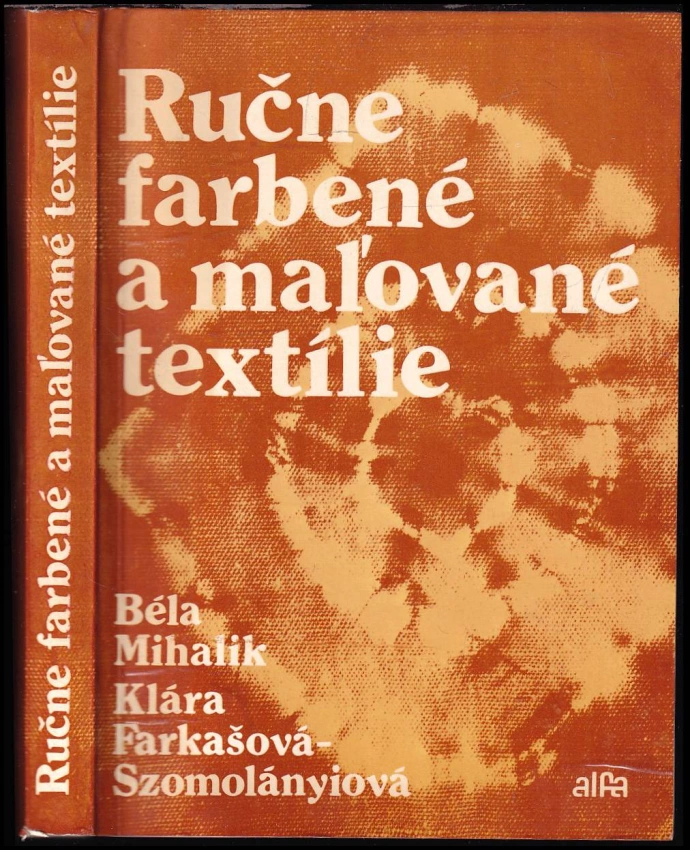 Ručne farbené a maľované textílie
Ručne
farbené
a maľované
textílie
Béla
Mihalik
Klára
Farkašová-
Szomolányiová
alfa